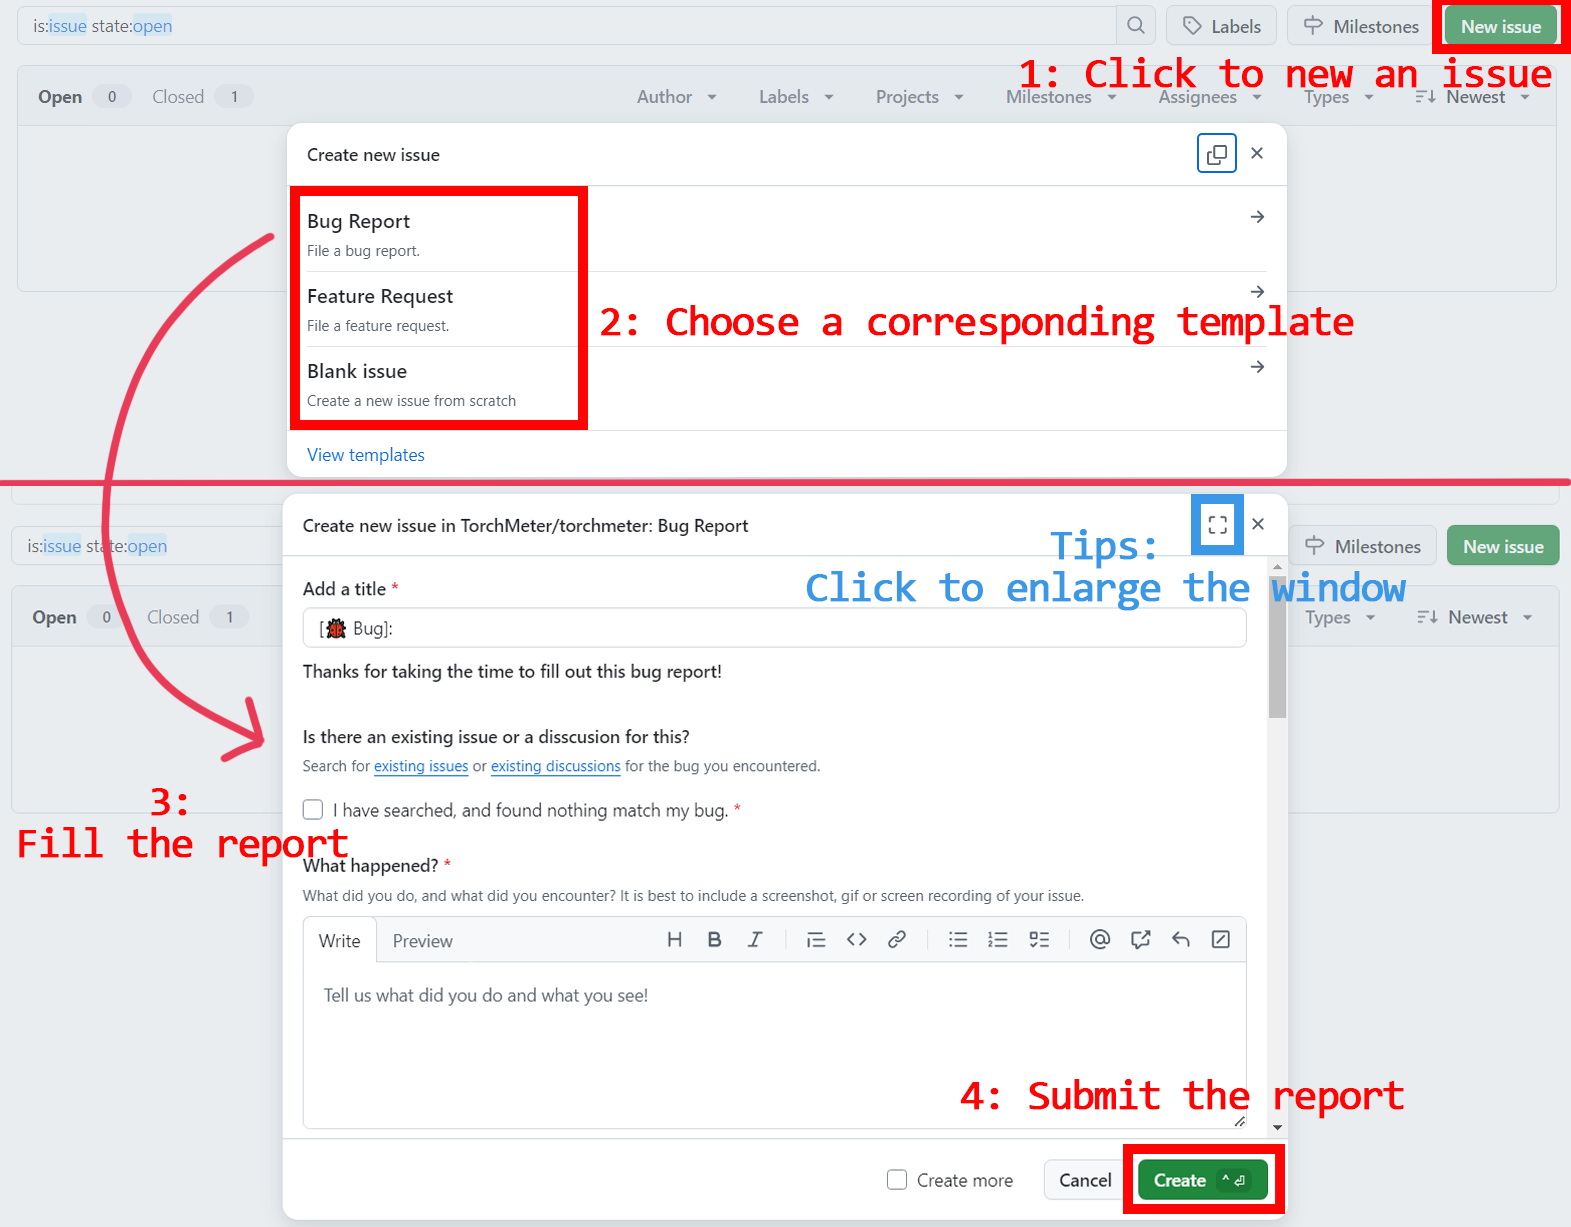 is:issue state:open
Labels
Milestones
New issue
1: Click to new an issue
Open 0 Closed 1
Author Labels Projects Milestones Assignees Types Newest
Create new issue
Bug Report
File a bug report.
Feature Request
File a feature request.
2: Choose a corresponding template
Blank issue
Create a new issue from scratch
View templates
Create new issue in TorchMeter/torchmeter: Bug Report
is:issue state:open
Milestones
New issue
Tips:
Click to enlarge the window
Add a title *
Open 0 Closed 1
Types Newest
[🐞 Bug]:
Thanks for taking the time to fill out this bug report!
Is there an existing issue or a disscusion for this?
Search for existing issues or existing discussions for the bug you encountered.
3:
I have searched, and found nothing match my bug. *
Fill the report
What happened? *
What did you do, and what did you encounter? It is best to include a screenshot, gif or screen recording of your issue.
Write Preview
Tell us what did you do and what you see!
4: Submit the report
Create more
Cancel
Create ^ ⏎